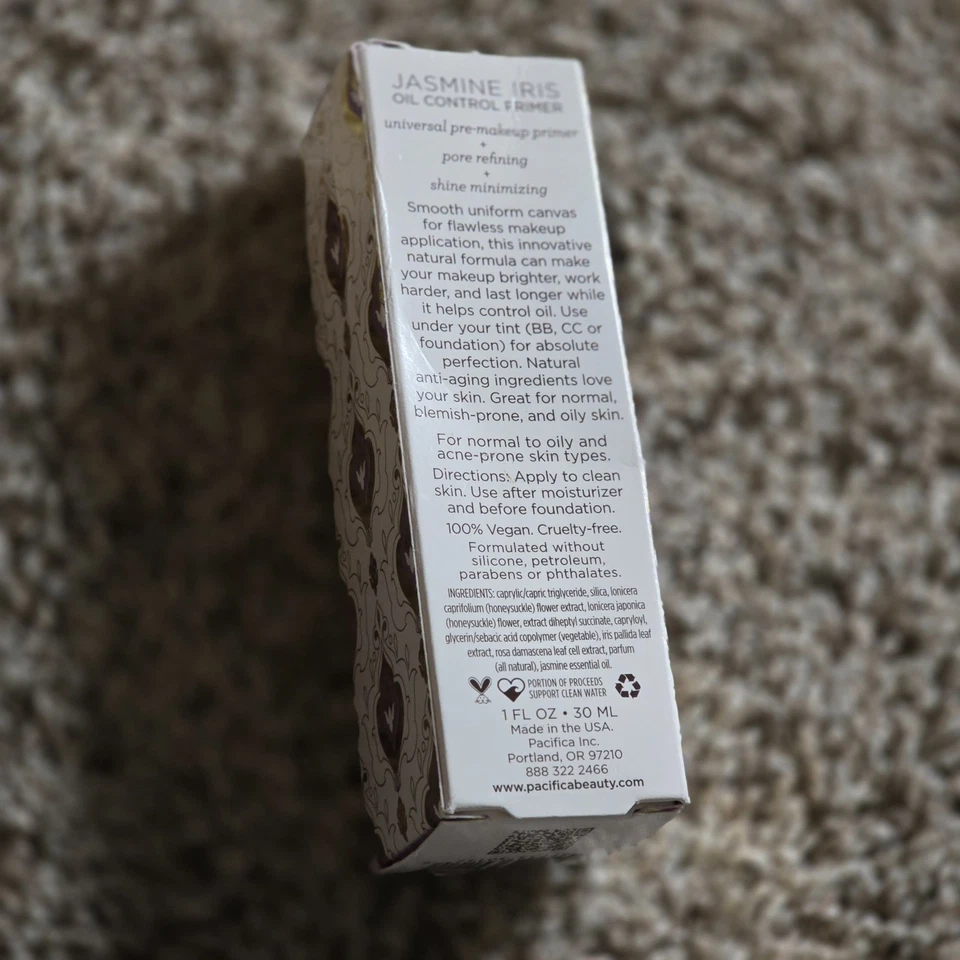 JASMINE IRIS
OIL CONTROL PRIMER
universal pre-makeup primer
+
pore refining
+
shine minimizing
Smooth uniform canvas
for flawless makeup
application, this innovative
natural formula can make
your makeup brighter, work
harder, and last longer while
it helps control oil. Use
under your tint (BB, CC or
foundation) for absolute
perfection. Natural
anti-aging ingredients love
your skin. Great for normal,
blemish-prone, and oily skin.
For normal to oily and
acne-prone skin types.
Directions: Apply to clean
skin. Use after moisturizer
and before foundation.
100% Vegan. Cruelty-free.
Formulated without
silicone, petroleum,
parabens or phthalates.
INGREDIENTS: caprylic/capric triglyceride, silica, lonicera
caprifolium (honeysuckle) flower extract, lonicera japonica
(honeysuckle) flower, extract diheptyl succinate, capryloyl,
glycerin/sebacic acid copolymer (vegetable), iris pallida leaf
extract, rosa damascena leaf cell extract, parfum
(all natural), jasmine essential oil.
PORTION OF PROCEEDS
SUPPORT CLEAN WATER
1 FL OZ • 30 ML
Made in the USA.
Pacifica Inc.
Portland, OR 97210
888 322 2466
www.pacificabeauty.com